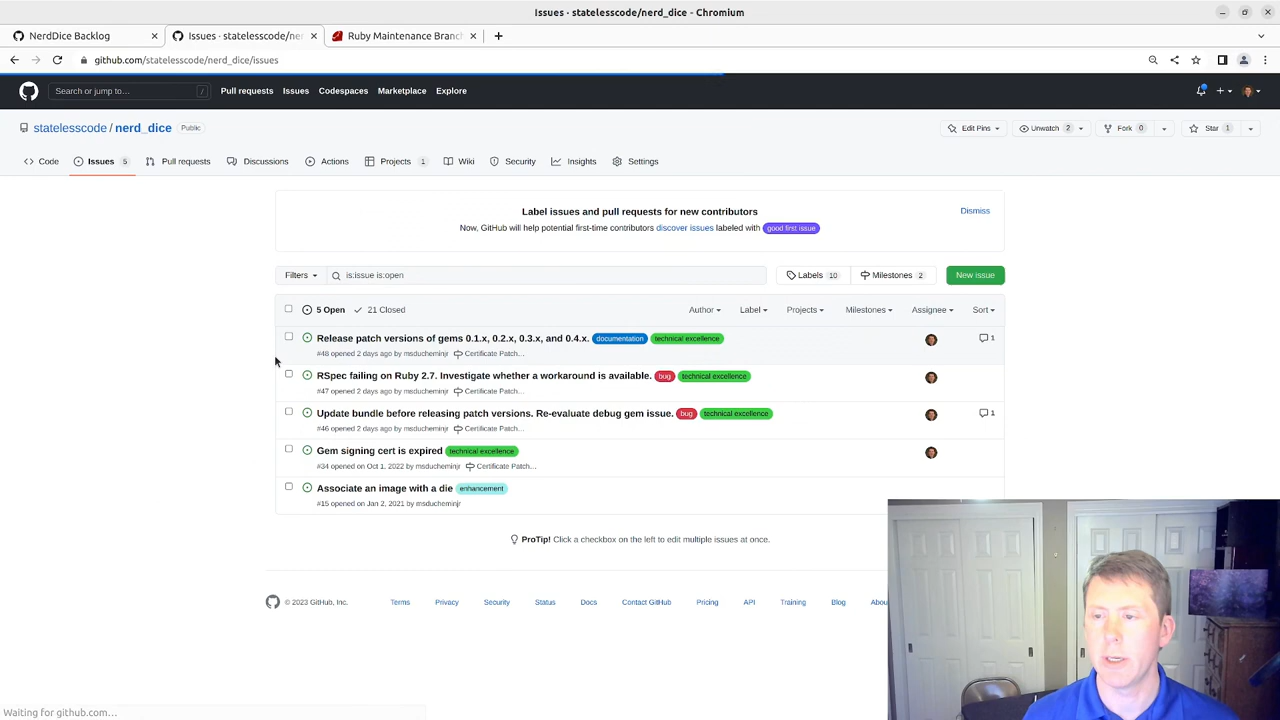 Issues · statelesscode/nerd_dice - Chromium
NerdDice Backlog
Issues · statelesscode/ner
Ruby Maintenance Branch
github.com/statelesscode/nerd_dice/issues
Search or jump to…
/
Pull requests
Issues
Codespaces
Marketplace
Explore
statelesscode / nerd_dice
Public
Edit Pins
Unwatch 2
Fork 0
Star 1
Code
Issues 5
Pull requests
Discussions
Actions
Projects 1
Wiki
Security
Insights
Settings
Label issues and pull requests for new contributors
Dismiss
Now, GitHub will help potential first-time contributors discover issues labeled with good first issue
Filters
is:issue is:open
Labels 10
Milestones 2
New issue
5 Open
21 Closed
Author
Label
Projects
Milestones
Assignee
Sort
Release patch versions of gems 0.1.x, 0.2.x, 0.3.x, and 0.4.x. documentation technical excellence
1
#48 opened 2 days ago by msducheminjr Certificate Patch...
RSpec failing on Ruby 2.7. Investigate whether a workaround is available. bug technical excellence
#47 opened 2 days ago by msducheminjr Certificate Patch...
Update bundle before releasing patch versions. Re-evaluate debug gem issue. bug technical excellence
1
#46 opened 2 days ago by msducheminjr Certificate Patch...
Gem signing cert is expired technical excellence
#34 opened on Oct 1, 2022 by msducheminjr Certificate Patch...
Associate an image with a die enhancement
#15 opened on Jan 2, 2021 by msducheminjr
ProTip! Click a checkbox on the left to edit multiple issues at once.
© 2023 GitHub, Inc.
Terms
Privacy
Security
Status
Docs
Contact GitHub
Pricing
API
Training
Blog
Abou
Waiting for github.com…